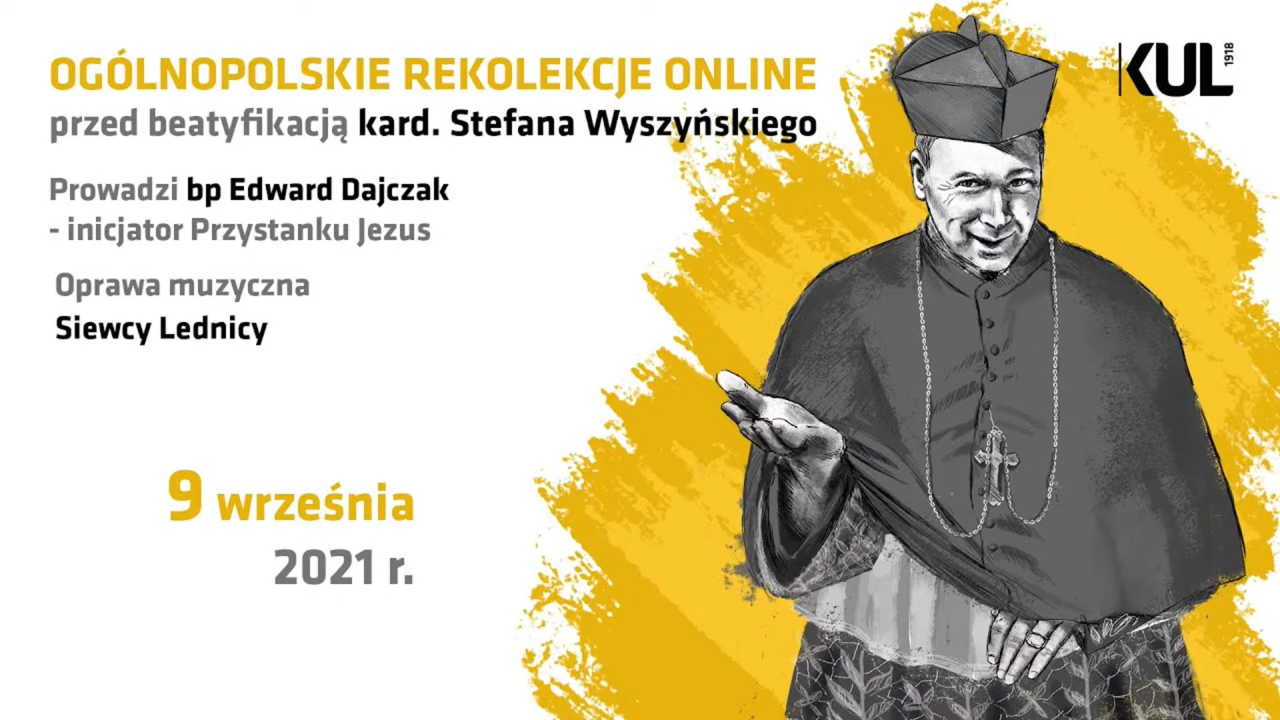 OGÓLNOPOLSKIE REKOLEKCJE ONLINE
przed beatyfikacją kard. Stefana Wyszyńskiego
Prowadzi bp Edward Dajczak
- inicjator Przystanku Jezus
Oprawa muzyczna
Siewcy Lednicy
9 września
2021 r.
KUL
1918